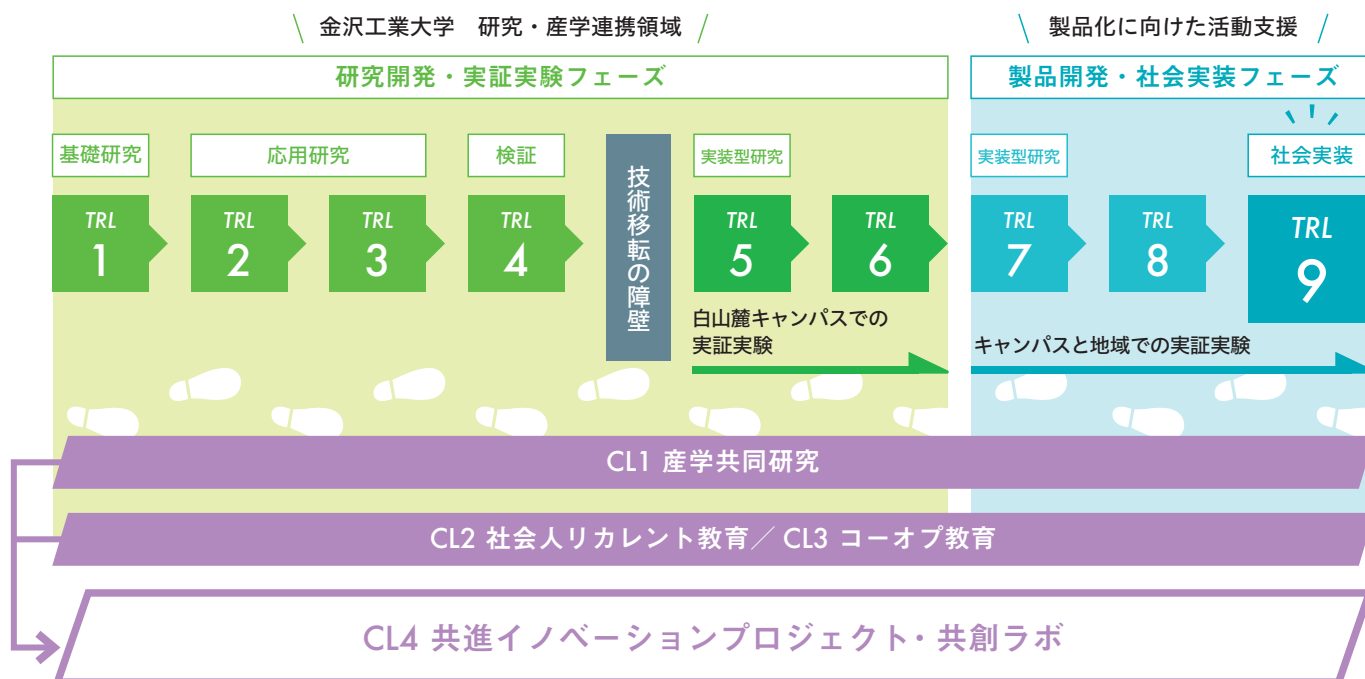 金沢工業大学 研究・産学連携領域
製品化に向けた活動支援
研究開発・実証実験フェーズ
製品開発・社会実装フェーズ
基礎研究
応用研究
検証
技術移転の障壁
実装型研究
実装型研究
社会実装
TRL
1
TRL
2
TRL
3
TRL
4
TRL
5
TRL
6
TRL
7
TRL
8
TRL
9
白山麓キャンパスでの
実証実験
キャンパスと地域での実証実験
CL1 産学共同研究
CL2 社会人リカレント教育／ CL3 コーオプ教育
CL4 共進イノベーションプロジェクト・共創ラボ